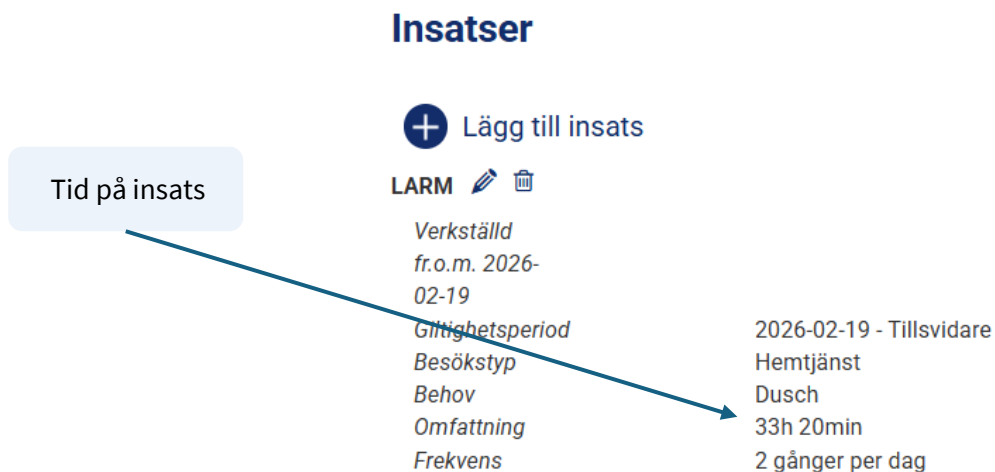 Insatser
Lägg till insats
Tid på insats
LARM
Verkställd
fr.o.m. 2026-
02-19
Giltighetsperiod 2026-02-19 - Tillsvidare
Besökstyp Hemtjänst
Behov Dusch
Omfattning 33h 20min
Frekvens 2 gånger per dag